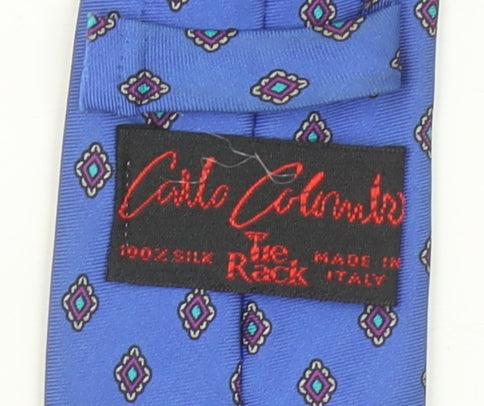 Carlo Colombo
100% SILK Tie Rack MADE IN ITALY